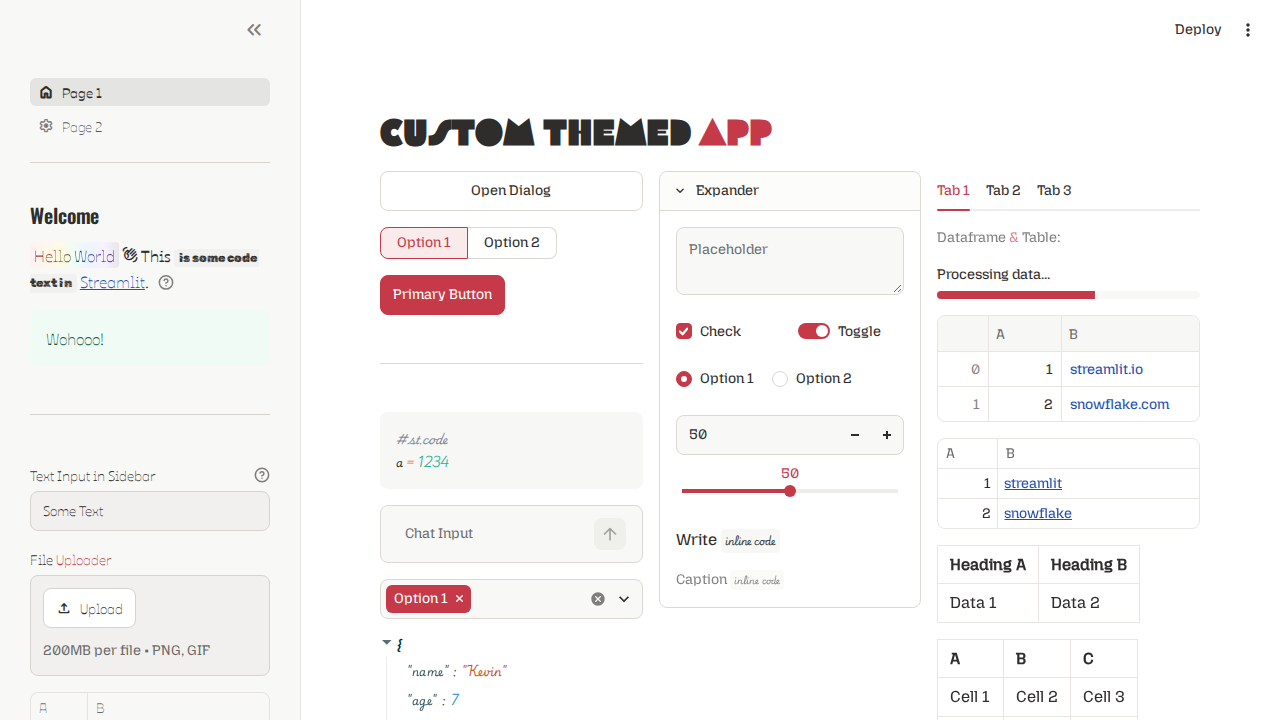 Deploy
Page 1
Page 2
Welcome
Hello World 👋 This is some code
text in Streamlit.
Wohooo!
Text Input in Sidebar
Some Text
File Uploader
Upload
200MB per file • PNG, GIF
A B
CUSTOM THEMED APP
Open Dialog
Option 1 Option 2
Primary Button
# st.code
a = 1234
Chat Input
Option 1
{
"name" : "Kevin"
"age" : 7
Expander
Placeholder
Check Toggle
Option 1 Option 2
50
50
Write inline code
Caption inline code
Tab 1 Tab 2 Tab 3
Dataframe & Table:
Processing data...
A B
0 1 streamlit.io
1 2 snowflake.com
A B
1 streamlit
2 snowflake
Heading A Heading B
Data 1 Data 2
A B C
Cell 1 Cell 2 Cell 3